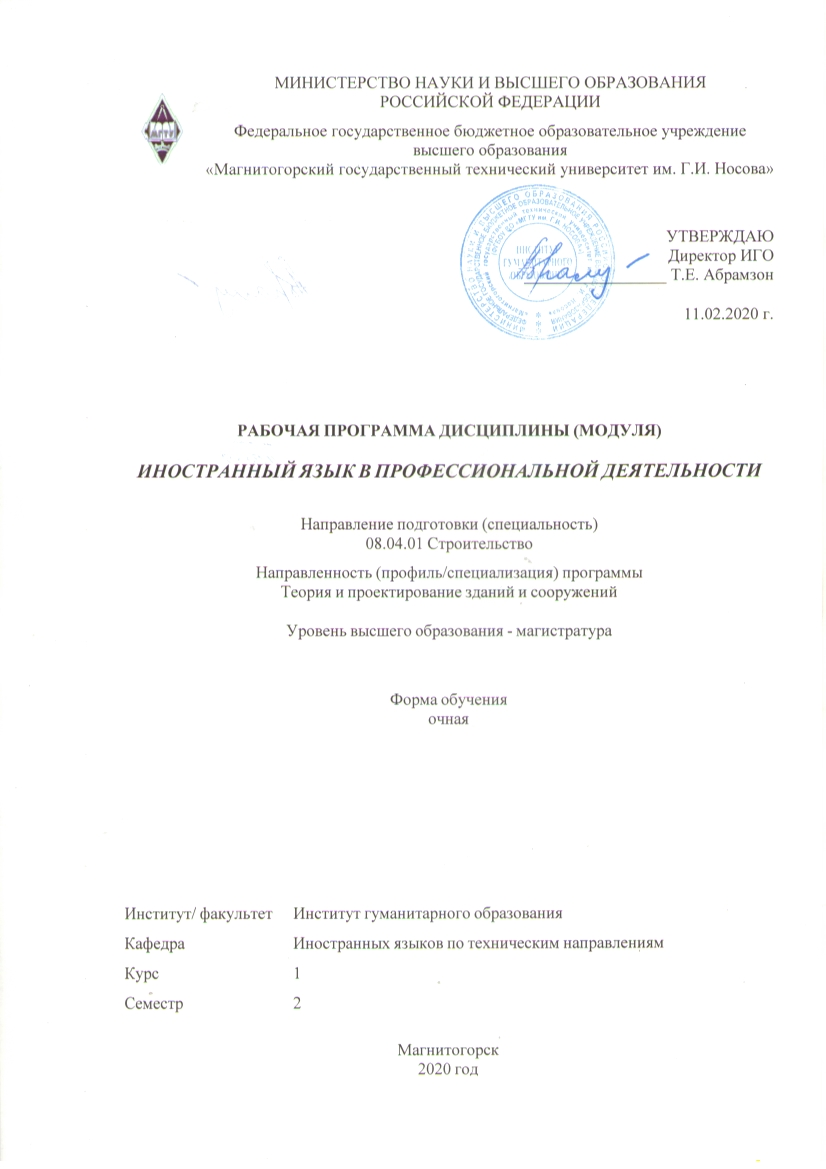 МИНИСТЕРСТВО НАУКИ И ВЫСШЕГО ОБРАЗОВАНИЯ
РОССИЙСКОЙ ФЕДЕРАЦИИ
Федеральное государственное бюджетное образовательное учреждение
высшего образования
«Магнитогорский государственный технический университет им. Г.И. Носова»
УТВЕРЖДАЮ
Директор ИГО
Т.Е. Абрамзон
11.02.2020 г.
РАБОЧАЯ ПРОГРАММА ДИСЦИПЛИНЫ (МОДУЛЯ)
ИНОСТРАННЫЙ ЯЗЫК В ПРОФЕССИОНАЛЬНОЙ ДЕЯТЕЛЬНОСТИ
Направление подготовки (специальность)
08.04.01 Строительство
Направленность (профиль/специализация) программы
Теория и проектирование зданий и сооружений
Уровень высшего образования - магистратура
Форма обучения
очная
Институт/ факультет Институт гуманитарного образования
Кафедра Иностранных языков по техническим направлениям
Курс 1
Семестр 2
Магнитогорск
2020 год